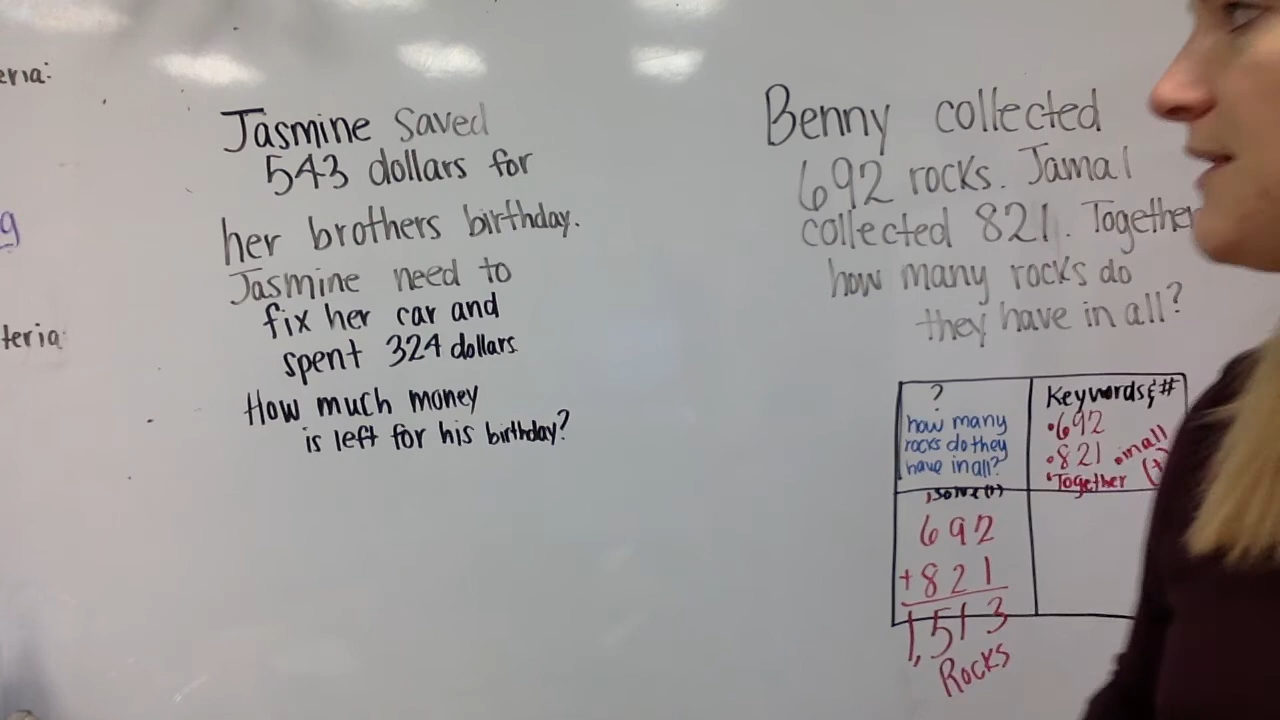 eria:
g
teria:
Jasmine saved
543 dollars for
her brothers birthday.
Jasmine need to
fix her car and
spent 324 dollars.
How much money
is left for his birthday?
Benny collected
692 rocks. Jamal
collected 821. Together
how many rocks do
they have in all?
?
how many
rocks do they
have in all?
Keywords & #
• 692
• 821 • in all
• Together (+)
Solve (+)
692
+ 821
1,513
Rocks